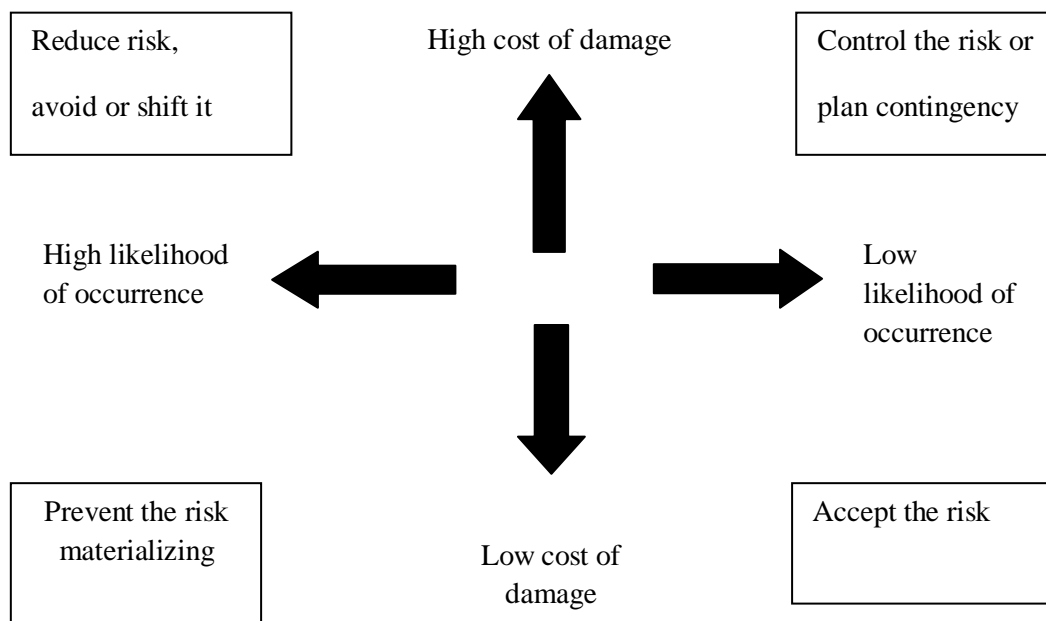 Reduce risk,
avoid or shift it
High cost of damage
Control the risk or
plan contingency
High likelihood
of occurrence
Low
likelihood of
occurrence
Prevent the risk
materializing
Low cost of
damage
Accept the risk